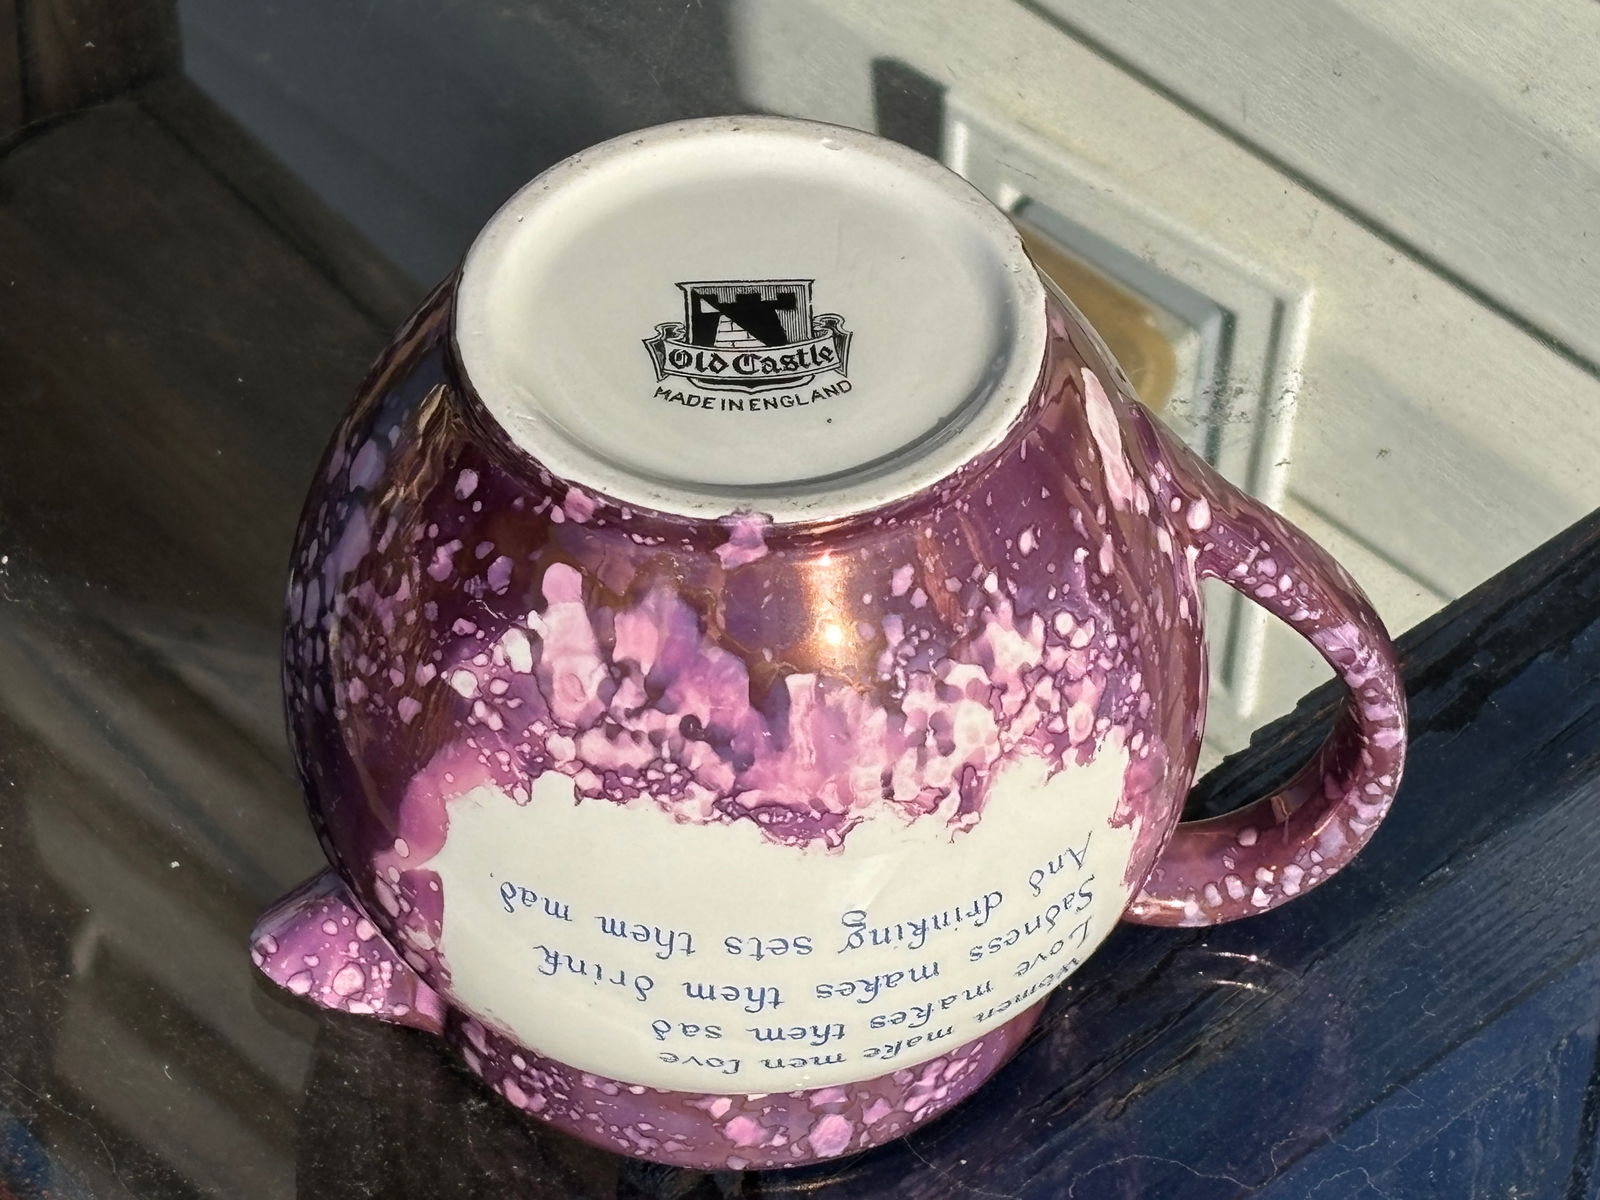 Old Castle
MADE IN ENGLAND
women make men love
Love makes them sad
Sadness makes them drink
And drinking sets them mad.